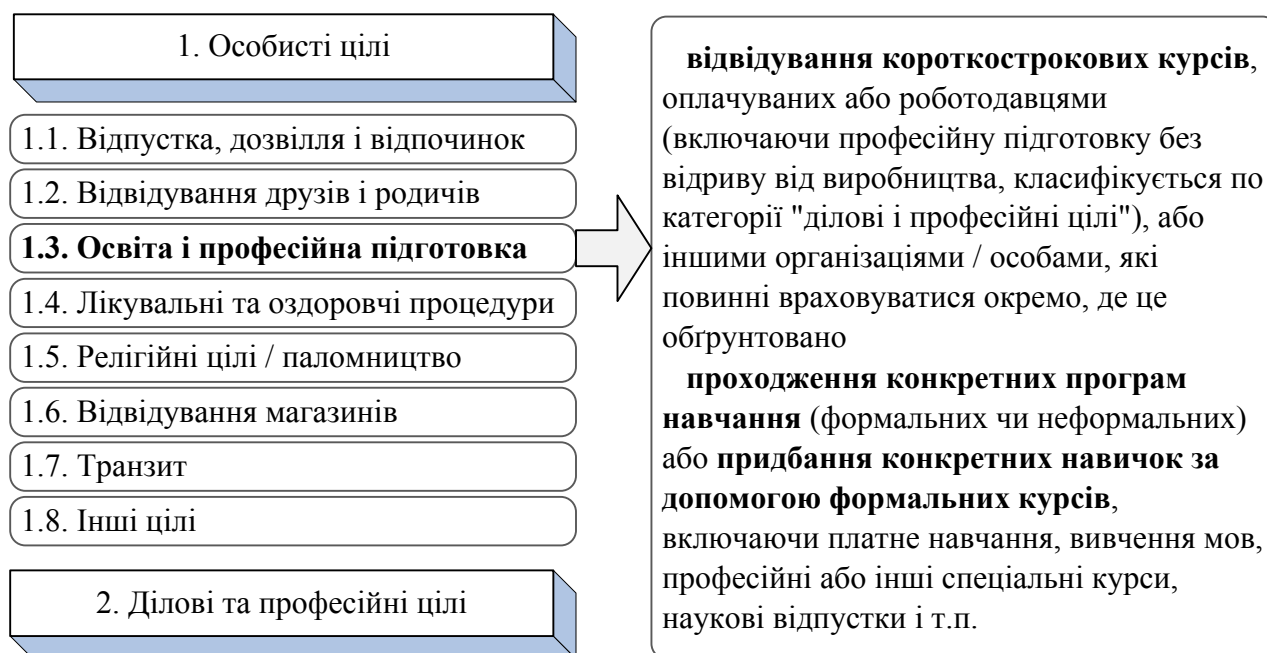 1. Особисті цілі
1.1. Відпустка, дозвілля і відпочинок
1.2. Відвідування друзів і родичів
1.3. Освіта і професійна підготовка
1.4. Лікувальні та оздоровчі процедури
1.5. Релігійні цілі / паломництво
1.6. Відвідування магазинів
1.7. Транзит
1.8. Інші цілі
2. Ділові та професійні цілі
відвідування короткострокових курсів,
оплачуваних або роботодавцями
(включаючи професійну підготовку без
відриву від виробництва, класифікується по
категорії "ділові і професійні цілі"), або
іншими організаціями / особами, які
повинні враховуватися окремо, де це
обґрунтовано
проходження конкретних програм
навчання (формальних чи неформальних)
або придбання конкретних навичок за
допомогою формальних курсів,
включаючи платне навчання, вивчення мов,
професійні або інші спеціальні курси,
наукові відпустки і т.п.